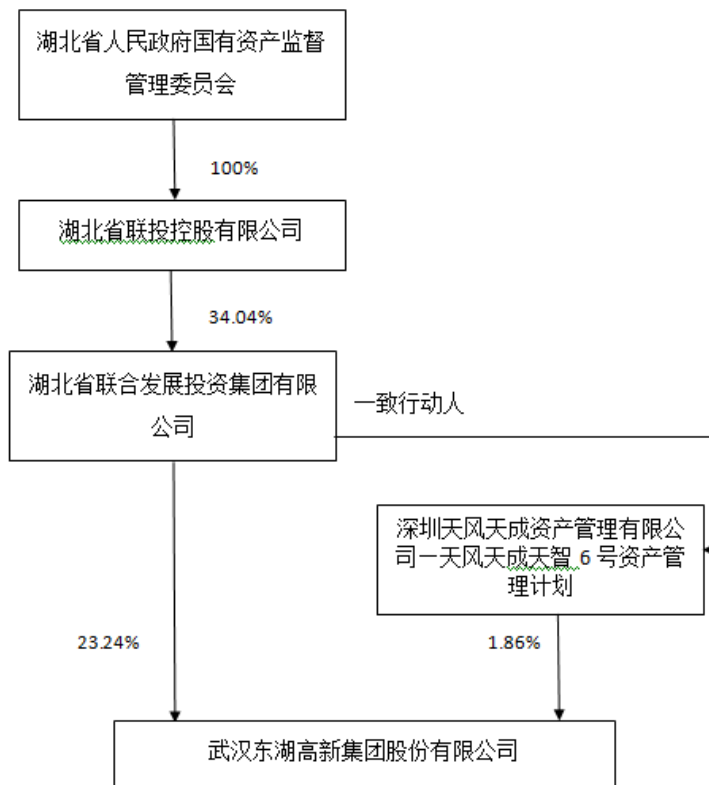 湖北省人民政府国有资产监督
管理委员会
100%
湖北省联投控股有限公司
34.04%
湖北省联合发展投资集团有限
公司
一致行动人
深圳天风天成资产管理有限公
司－天风天成天智 6 号资产管
理计划
23.24%
1.86%
武汉东湖高新集团股份有限公司